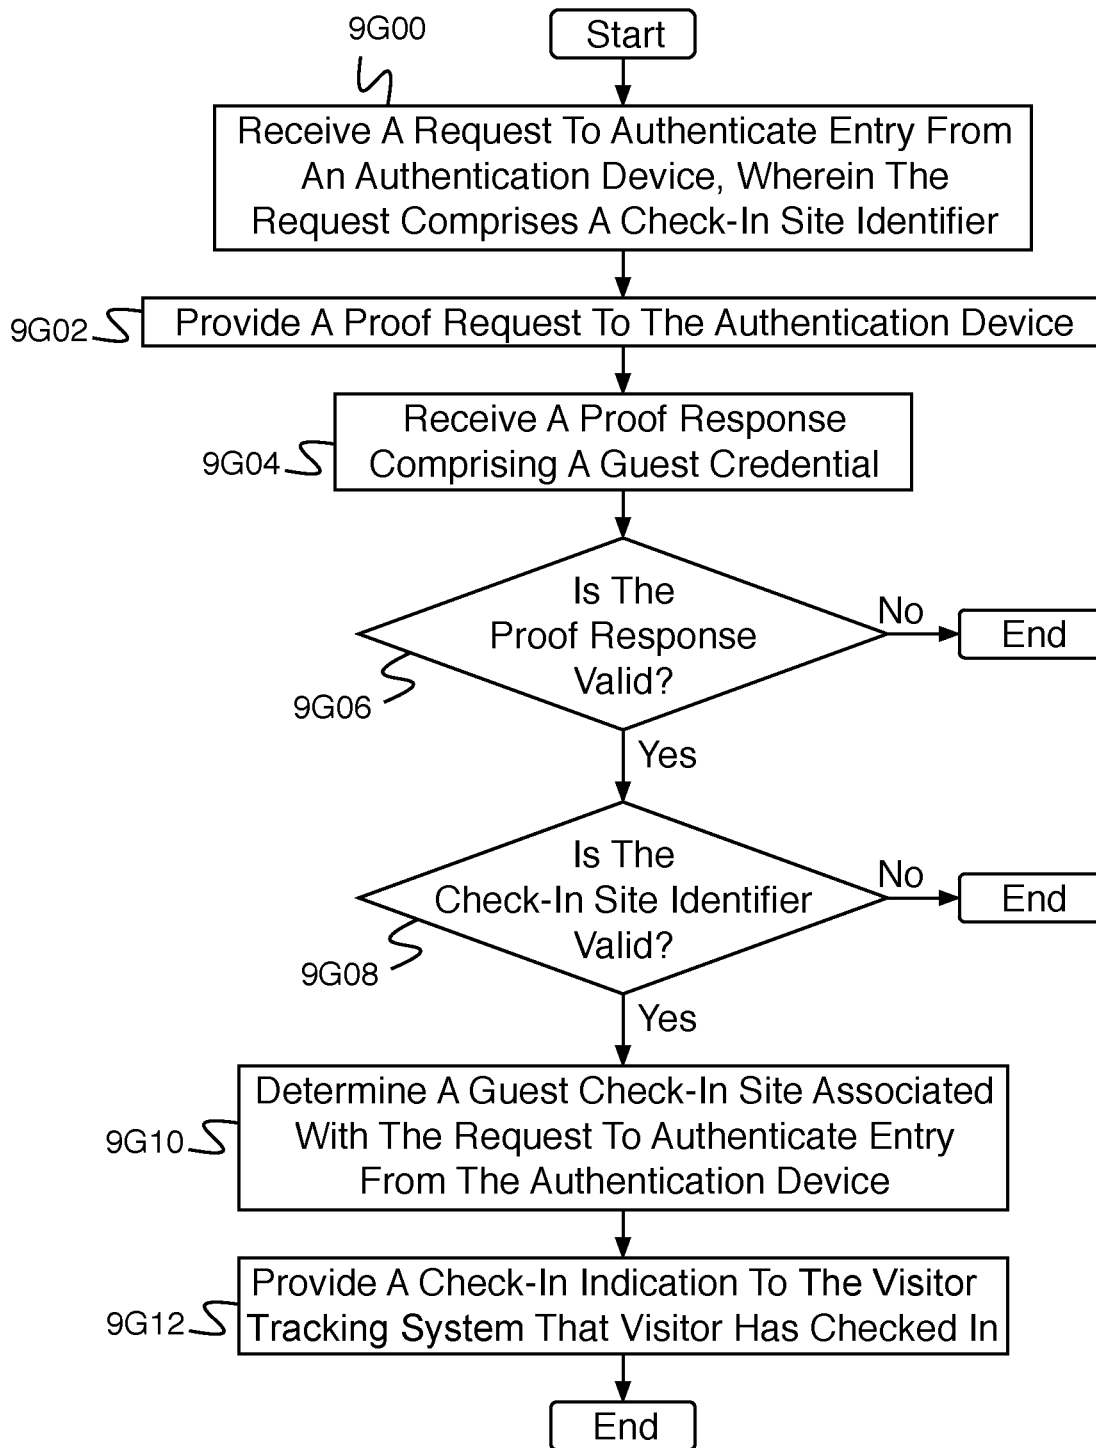 9G00
Start
Receive A Request To Authenticate Entry From
An Authentication Device, Wherein The
Request Comprises A Check-In Site Identifier
9G02
Provide A Proof Request To The Authentication Device
Receive A Proof Response
Comprising A Guest Credential
9G04
Is The
Proof Response
Valid?
No
End
9G06
Yes
Is The
Check-In Site Identifier
Valid?
No
End
9G08
Yes
Determine A Guest Check-In Site Associated
With The Request To Authenticate Entry
From The Authentication Device
9G10
Provide A Check-In Indication To The Visitor
Tracking System That Visitor Has Checked In
9G12
End